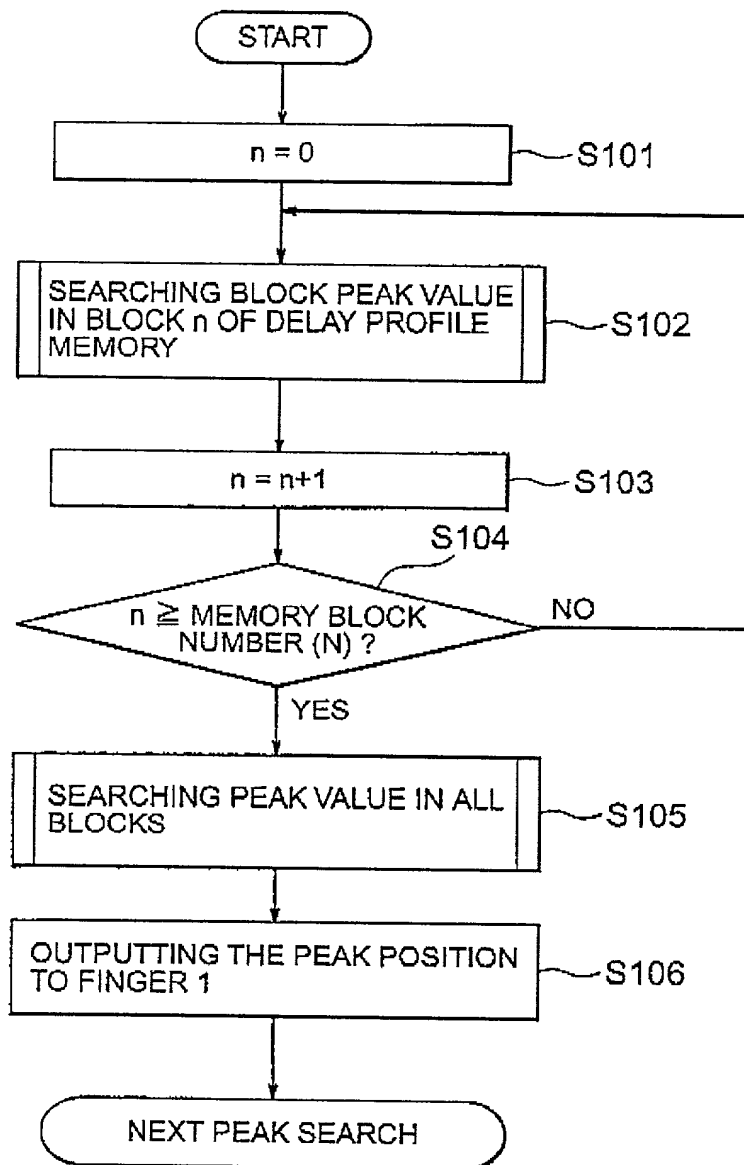 START
n = 0
S101
SEARCHING BLOCK PEAK VALUE
IN BLOCK n OF DELAY PROFILE
MEMORY
S102
n = n+1
S103
S104
n ≧ MEMORY BLOCK
NUMBER (N) ?
NO
YES
SEARCHING PEAK VALUE IN ALL
BLOCKS
S105
OUTPUTTING THE PEAK POSITION
TO FINGER 1
S106
NEXT PEAK SEARCH